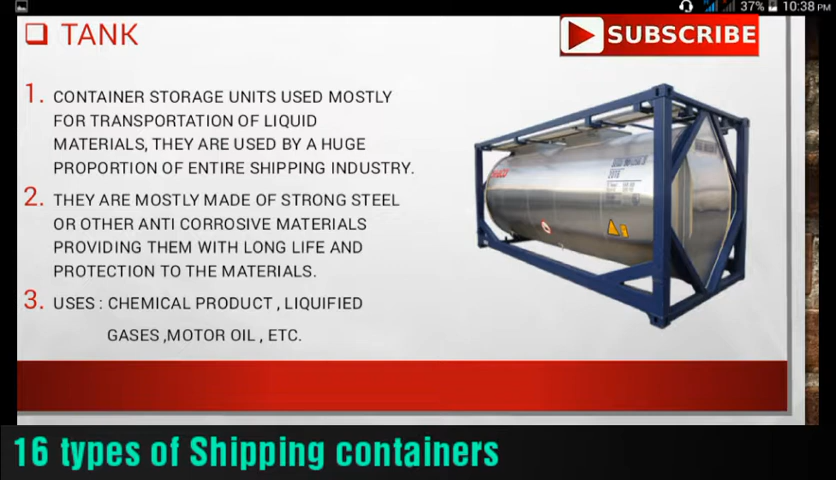 37% 10:38 PM
TANK
SUBSCRIBE
1. CONTAINER STORAGE UNITS USED MOSTLY
FOR TRANSPORTATION OF LIQUID
MATERIALS, THEY ARE USED BY A HUGE
PROPORTION OF ENTIRE SHIPPING INDUSTRY.
2. THEY ARE MOSTLY MADE OF STRONG STEEL
OR OTHER ANTI CORROSIVE MATERIALS
PROVIDING THEM WITH LONG LIFE AND
PROTECTION TO THE MATERIALS.
3. USES : CHEMICAL PRODUCT , LIQUIFIED
GASES ,MOTOR OIL , ETC.
16 types of Shipping containers